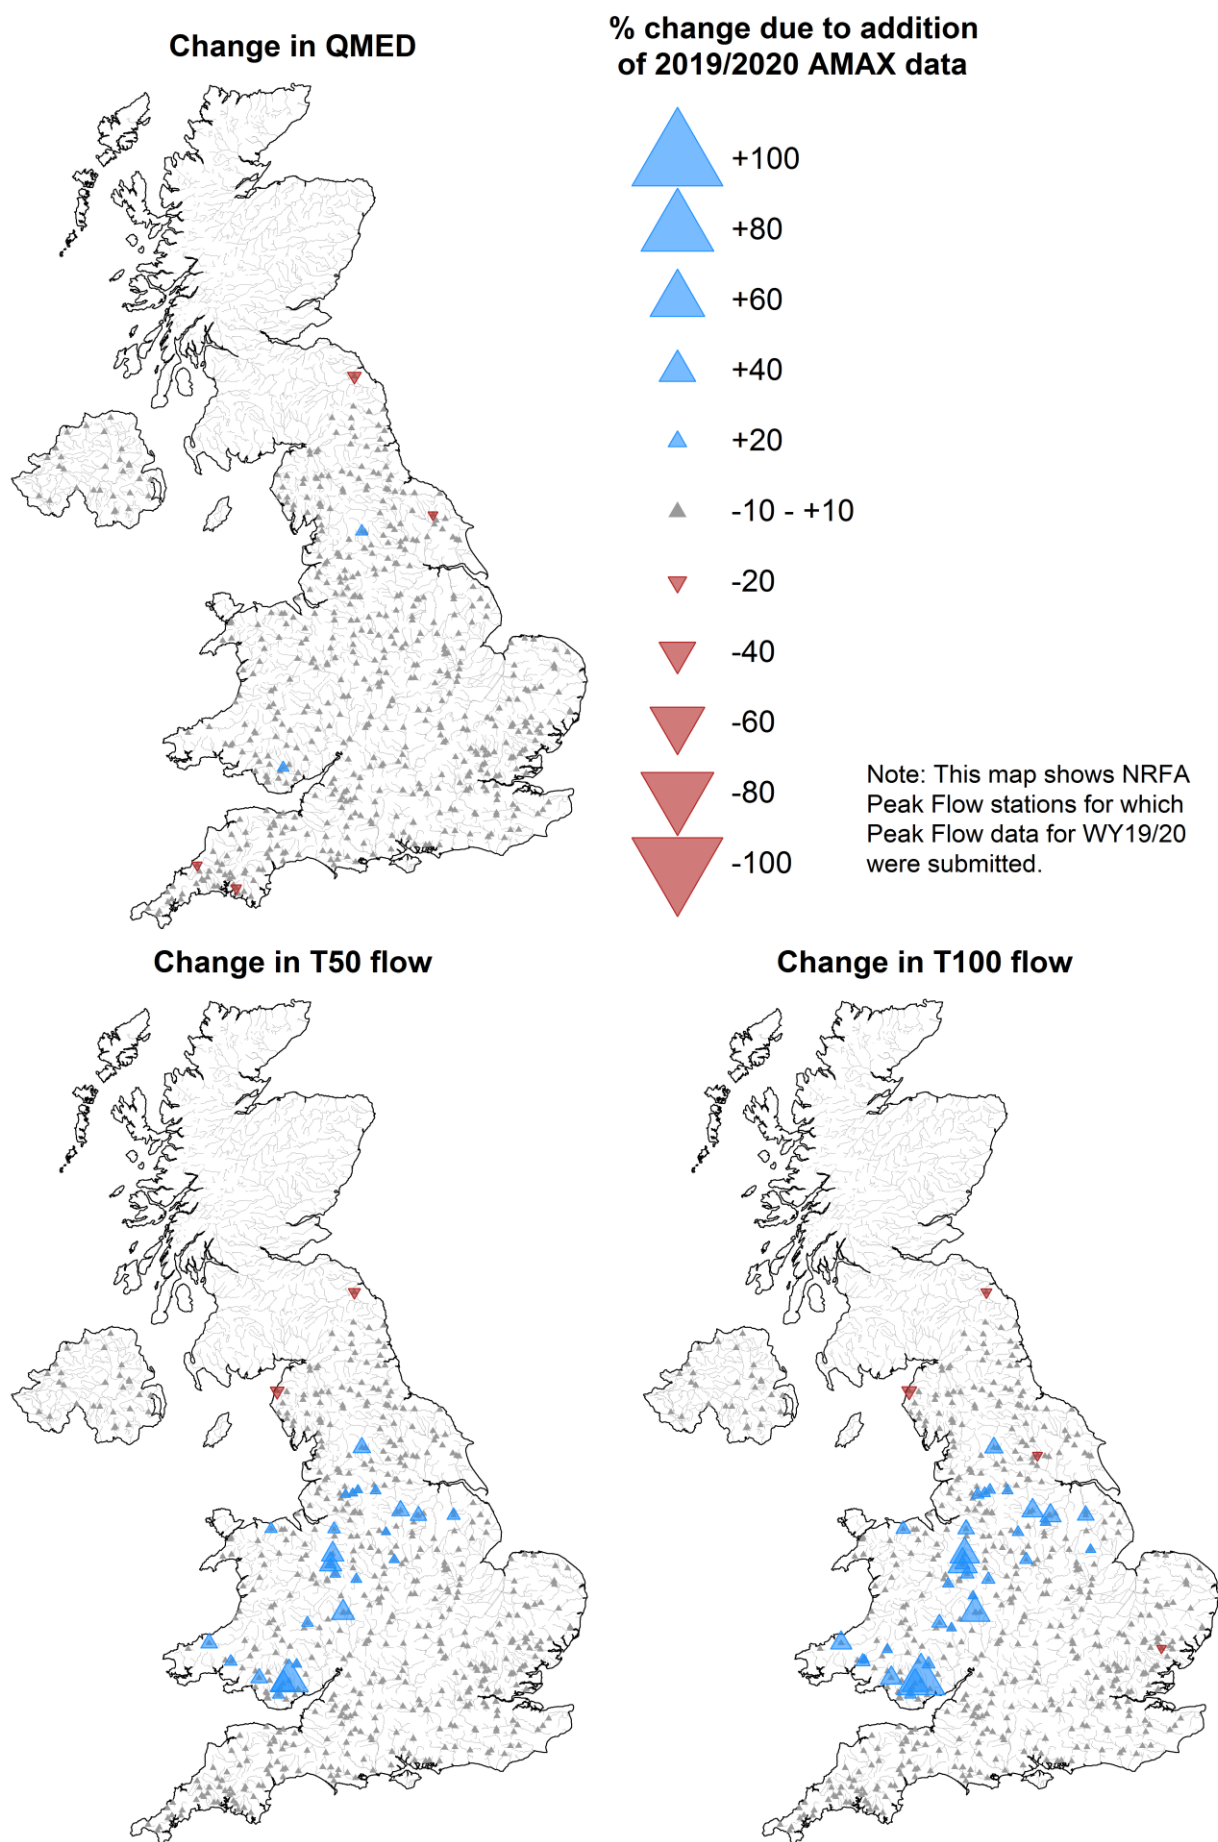 Change in QMED
% change due to addition
of 2019/2020 AMAX data
+100
+80
+60
+40
+20
-10 - +10
-20
-40
-60
-80
-100
Note: This map shows NRFA
Peak Flow stations for which
Peak Flow data for WY19/20
were submitted.
Change in T50 flow
Change in T100 flow